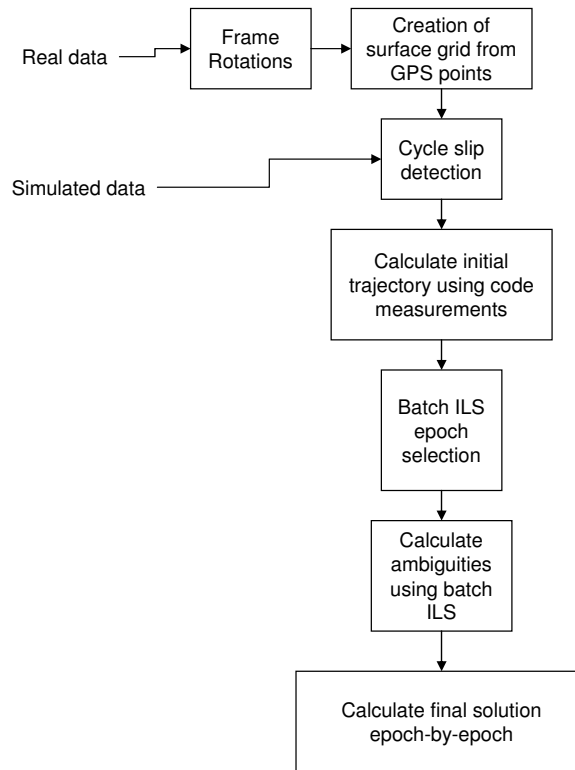 Real data
Frame
Rotations
Creation of
surface grid from
GPS points
Simulated data
Cycle slip
detection
Calculate initial
trajectory using code
measurements
Batch ILS
epoch
selection
Calculate
ambiguities
using batch
ILS
Calculate final solution
epoch-by-epoch